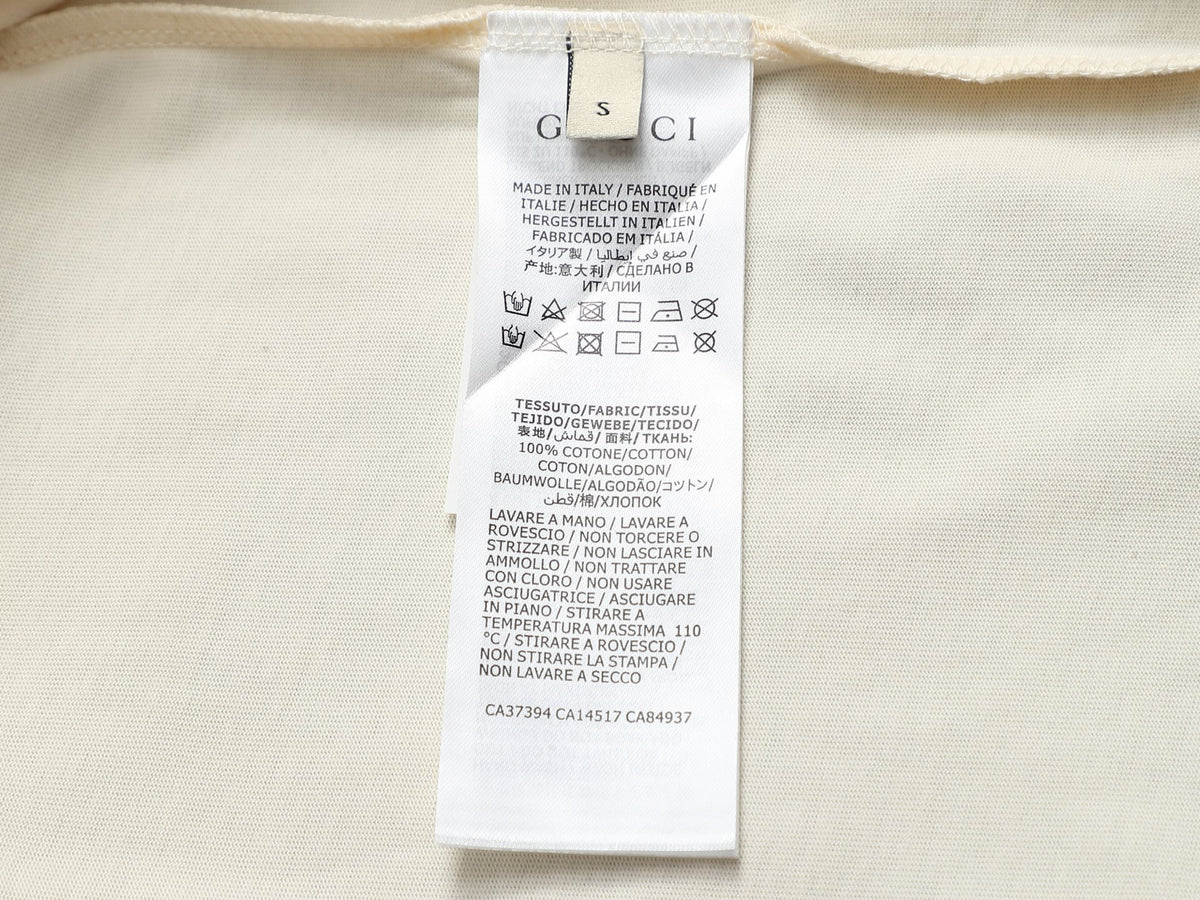 S
G CI
MADE IN ITALY / FABRIQUÉ EN
ITALIE / HECHO EN ITALIA /
HERGESTELLT IN ITALIEN /
FABRICADO EM ITÁLIA /
イタリア製 / صنع في إيطاليا /
产地:意大利 / СДЕЛАНО В
ИТАЛИИ
TESSUTO/FABRIC/TISSU/
TEJIDO/GEWEBE/TECIDO/
表地/قماش/ 面料/ ТКАНЬ:
100% COTONE/COTTON/
COTON/ALGODON/
BAUMWOLLE/ALGODÃO/コットン/
قطن/棉/ХЛОПОК
LAVARE A MANO / LAVARE A
ROVESCIO / NON TORCERE O
STRIZZARE / NON LASCIARE IN
AMMOLLO / NON TRATTARE
CON CLORO / NON USARE
ASCIUGATRICE / ASCIUGARE
IN PIANO / STIRARE A
TEMPERATURA MASSIMA 110
°C / STIRARE A ROVESCIO /
NON STIRARE LA STAMPA /
NON LAVARE A SECCO
CA37394 CA14517 CA84937